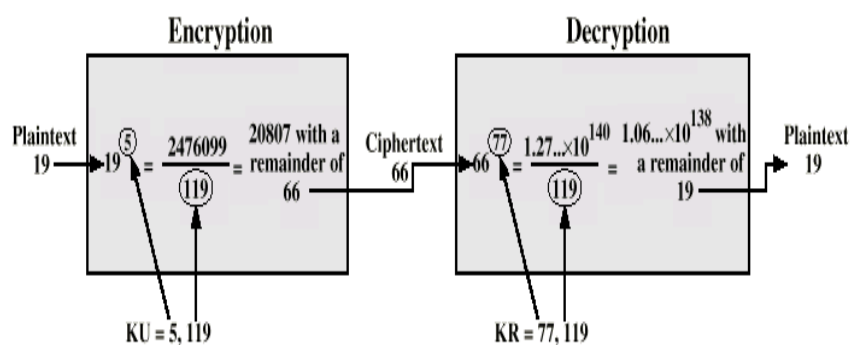 Encryption
Decryption
Plaintext
19
19^5 = 2476099 / 119 = 20807 with a remainder of 66
Ciphertext
66
66^77 = 1.27...×10^140 / 119 = 1.06...×10^138 with a remainder of 19
Plaintext
19
KU = 5, 119
KR = 77, 119